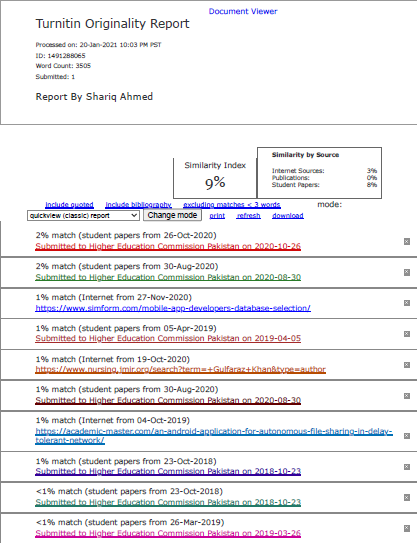 Document Viewer
Turnitin Originality Report
Processed on: 20-Jan-2021 10:03 PM PST
ID: 1491288065
Word Count: 3505
Submitted: 1
Report By Shariq Ahmed
Similarity Index
9%
Similarity by Source
Internet Sources: 3%
Publications: 0%
Student Papers: 8%
include quoted include bibliography excluding matches < 3 words mode:
quickview (classic) report Change mode print refresh download
2% match (student papers from 26-Oct-2020)
Submitted to Higher Education Commission Pakistan on 2020-10-26
2% match (student papers from 30-Aug-2020)
Submitted to Higher Education Commission Pakistan on 2020-08-30
1% match (Internet from 27-Nov-2020)
https://www.simform.com/mobile-app-developers-database-selection/
1% match (student papers from 05-Apr-2019)
Submitted to Higher Education Commission Pakistan on 2019-04-05
1% match (Internet from 19-Oct-2020)
https://www.nursing.jmir.org/search?term=+Gulfaraz+Khan&type=author
1% match (student papers from 30-Aug-2020)
Submitted to Higher Education Commission Pakistan on 2020-08-30
1% match (Internet from 04-Oct-2019)
https://academic-master.com/an-android-application-for-autonomous-file-sharing-in-delay-
tolerant-network/
1% match (student papers from 23-Oct-2018)
Submitted to Higher Education Commission Pakistan on 2018-10-23
<1% match (student papers from 23-Oct-2018)
Submitted to Higher Education Commission Pakistan on 2018-10-23
<1% match (student papers from 26-Mar-2019)
Submitted to Higher Education Commission Pakistan on 2019-03-26